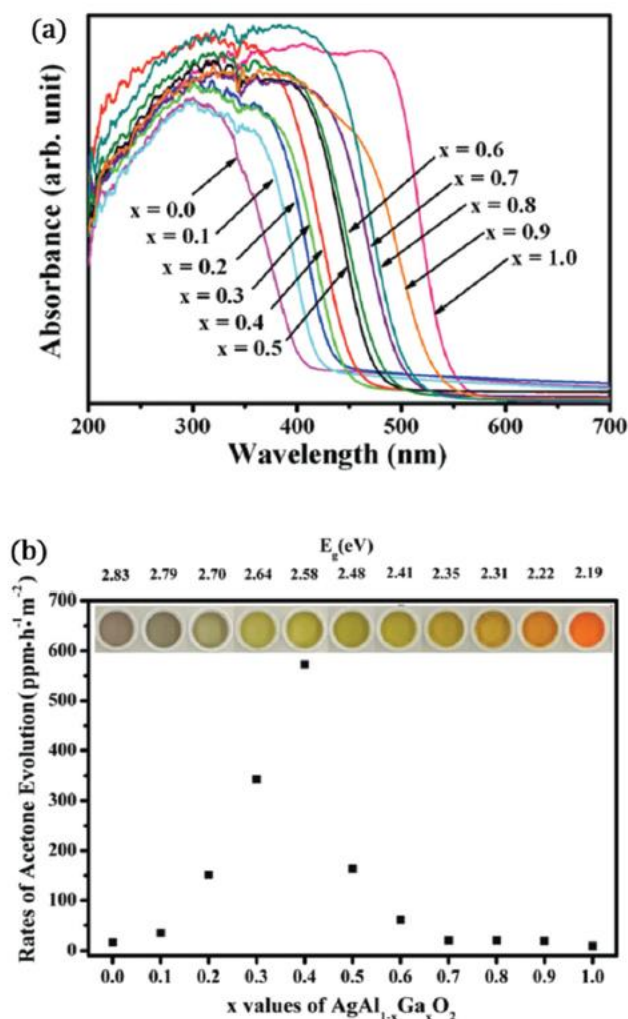 (a)
Absorbance (arb. unit)
x = 0.0
x = 0.1
x = 0.2
x = 0.3
x = 0.4
x = 0.5
x = 0.6
x = 0.7
x = 0.8
x = 0.9
x = 1.0
200 300 400 500 600 700
Wavelength (nm)
(b)
E_g(eV)
2.83 2.79 2.70 2.64 2.58 2.48 2.41 2.35 2.31 2.22 2.19
Rates of Acetone Evolution(ppm·h⁻¹·m⁻²)
700
600
500
400
300
200
100
0
0.0 0.1 0.2 0.3 0.4 0.5 0.6 0.7 0.8 0.9 1.0
x values of AgAl₁₋ₓGaₓO₂